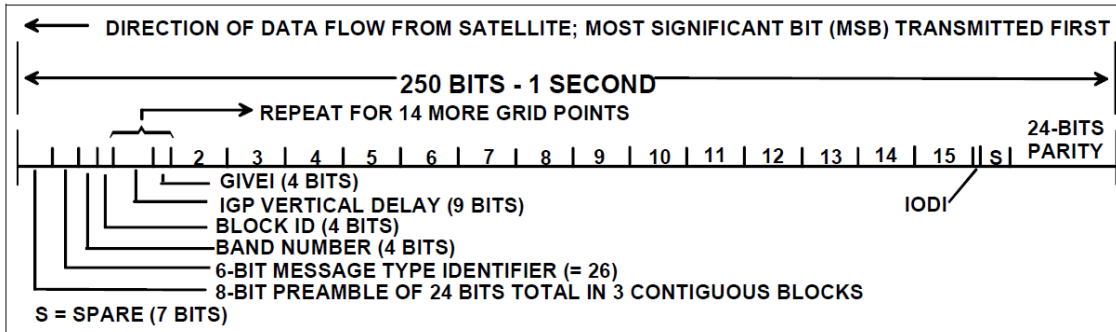 DIRECTION OF DATA FLOW FROM SATELLITE; MOST SIGNIFICANT BIT (MSB) TRANSMITTED FIRST
250 BITS - 1 SECOND
REPEAT FOR 14 MORE GRID POINTS
24-BITS
PARITY
2 3 4 5 6 7 8 9 10 11 12 13 14 15 S
GIVEI (4 BITS)
IGP VERTICAL DELAY (9 BITS)
IODI
BLOCK ID (4 BITS)
BAND NUMBER (4 BITS)
6-BIT MESSAGE TYPE IDENTIFIER (= 26)
8-BIT PREAMBLE OF 24 BITS TOTAL IN 3 CONTIGUOUS BLOCKS
S = SPARE (7 BITS)